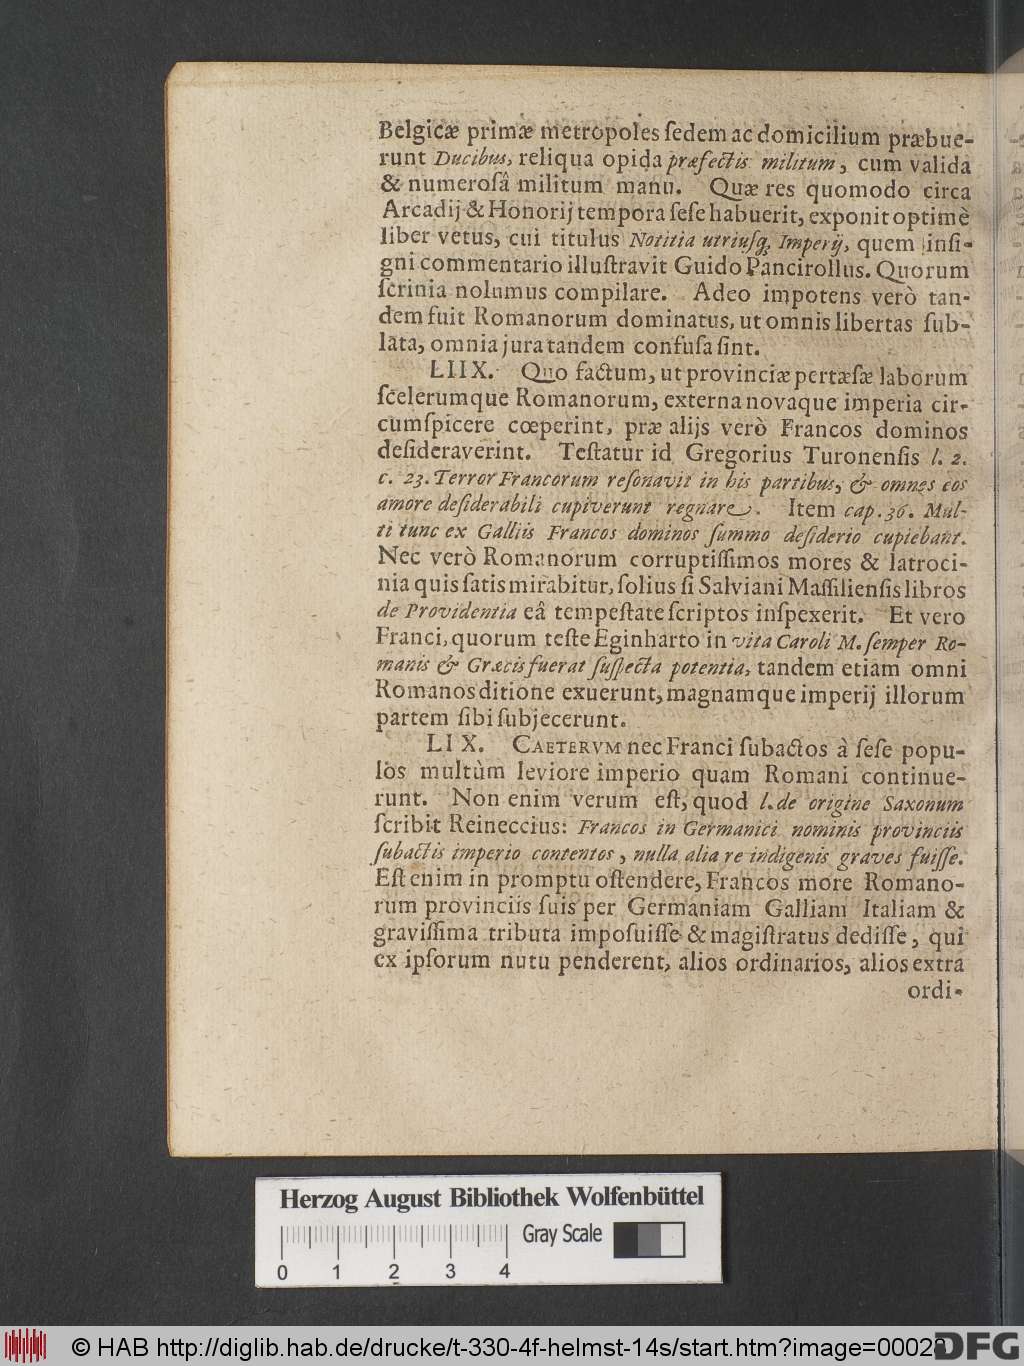 Belgicæ primæ metropoles ſedem ac domicilium præbue-
runt Ducibus, reliqua opida præfectis militum, cum valida
& numeroſâ militum manu. Quæ res quomodo circa
Arcadij & Honorij tempora ſeſe habuerit, exponit optimè
liber vetus, cui titulus Notitia utriuſq; Imperij, quem inſi-
gni commentario illuſtravit Guido Pancirollus. Quorum
ſcrinia nolumus compilare. Adeo impotens verò tan-
dem fuit Romanorum dominatus, ut omnis libertas ſub-
lata, omnia jura tandem confuſa ſint.
LIIX. Quo factum, ut provinciæ pertæſæ laborum
ſcelerumque Romanorum, externa novaque imperia cir-
cumſpicere cœperint, præ alijs verò Francos dominos
deſideraverint. Teſtatur id Gregorius Turonenſis l. 2.
c. 23. Terror Francorum reſonavit in his partibus, & omnes eos
amore deſiderabili cupiverunt regnare. Item cap. 36. Mul-
ti tunc ex Galliis Francos dominos ſummo deſiderio cupiebant.
Nec verò Romanorum corruptiſſimos mores & latroci-
nia quis ſatis mirabitur, ſolius ſi Salviani Maſſilienſis libros
de Providentia eâ tempeſtate ſcriptos inſpexerit. Et vero
Franci, quorum teſte Eginharto in vita Caroli M. ſemper Ro-
manis & Græcis fuerat ſuſpecta potentia, tandem etiam omni
Romanos ditione exuerunt, magnamque imperij illorum
partem ſibi ſubjecerunt.
LIX. CAETERVM nec Franci ſubactos à ſeſe popu-
los multùm leviore imperio quam Romani continue-
runt. Non enim verum eſt, quod l. de origine Saxonum
ſcribit Reineccius: Francos in Germanici nominis provinciis
ſubactis imperio contentos, nulla alia re indigenis graves fuiſſe.
Eſt enim in promptu oſtendere, Francos more Romano-
rum provinciis ſuis per Germaniam Galliam Italiam &
graviſſima tributa impoſuiſſe & magiſtratus dediſſe, qui
ex ipſorum nutu penderent, alios ordinarios, alios extra
ordi-
Herzog August Bibliothek Wolfenbüttel
Gray Scale
0 1 2 3 4
© HAB http://diglib.hab.de/drucke/t-330-4f-helmst-14s/start.htm?image=00028
DFG